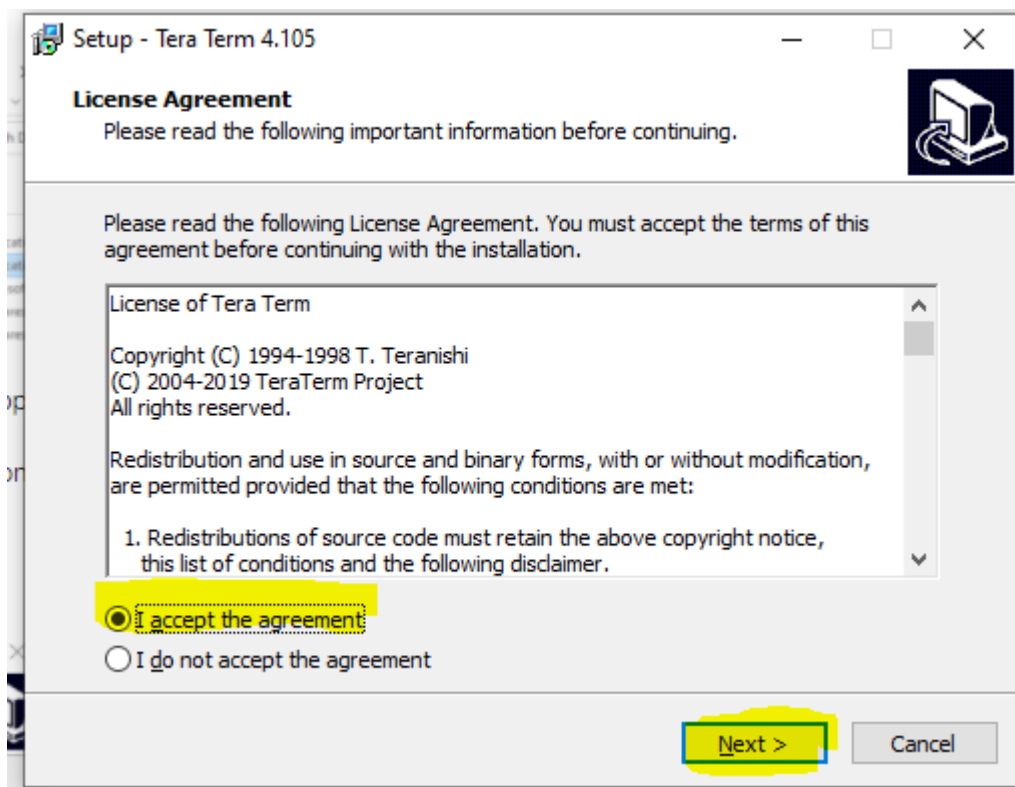 Setup - Tera Term 4.105
License Agreement
Please read the following important information before continuing.
Please read the following License Agreement. You must accept the terms of this
agreement before continuing with the installation.
License of Tera Term
Copyright (C) 1994-1998 T. Teranishi
(C) 2004-2019 TeraTerm Project
All rights reserved.
Redistribution and use in source and binary forms, with or without modification,
are permitted provided that the following conditions are met:
1. Redistributions of source code must retain the above copyright notice,
this list of conditions and the following disclaimer.
I accept the agreement
I do not accept the agreement
Next >
Cancel